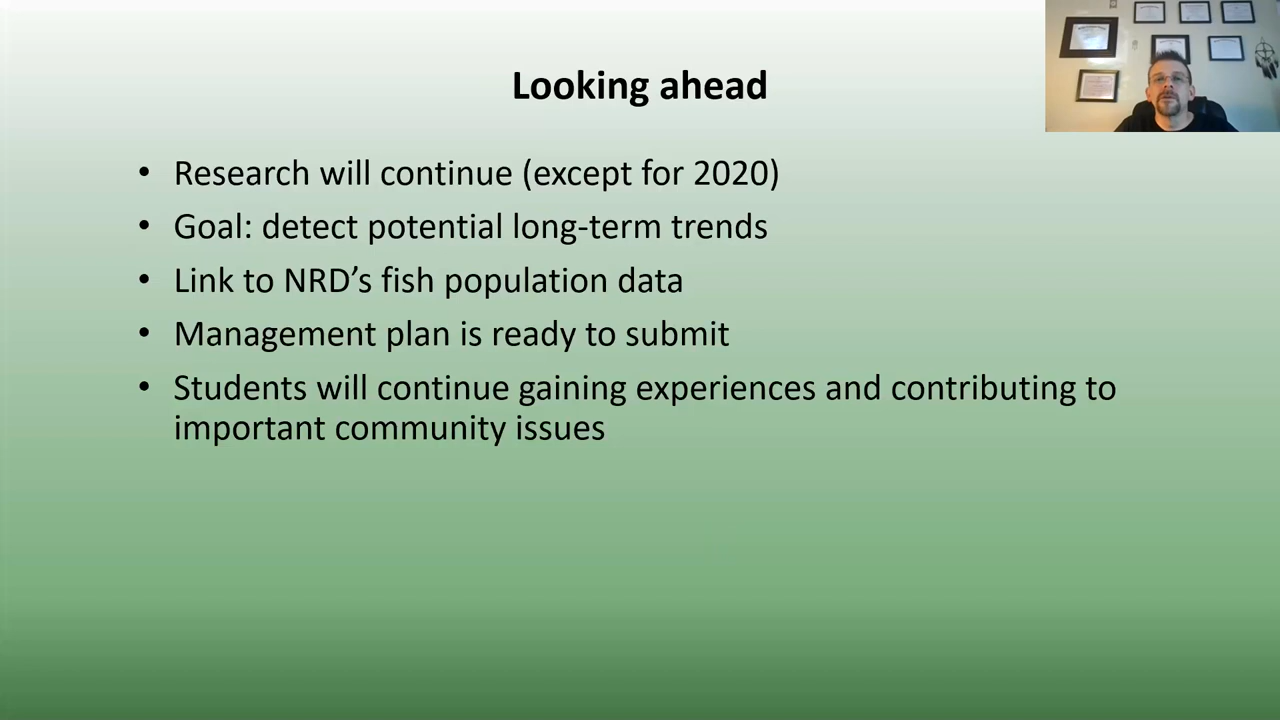 Looking ahead
• Research will continue (except for 2020)
• Goal: detect potential long-term trends
• Link to NRD’s fish population data
• Management plan is ready to submit
• Students will continue gaining experiences and contributing to
important community issues